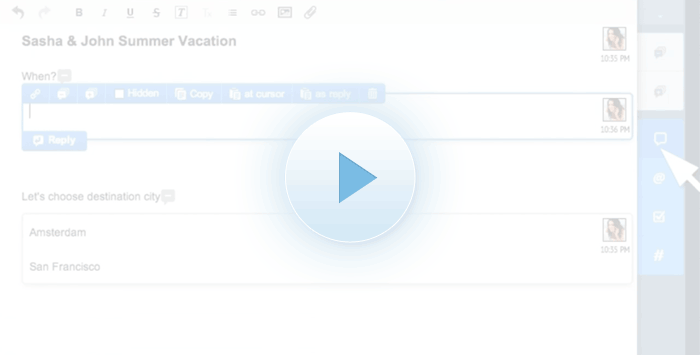 B I U S T
Sasha & John Summer Vacation
10:35 PM
When?
Hidden Copy at cursor as reply
10:36 PM
Reply
@
Let's choose destination city
Amsterdam
10:35 PM
#
San Francisco